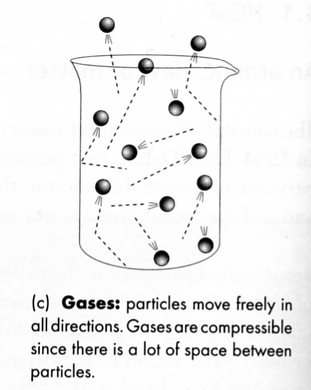 (c) Gases: particles move freely in
all directions. Gases are compressible
since there is a lot of space between
particles.